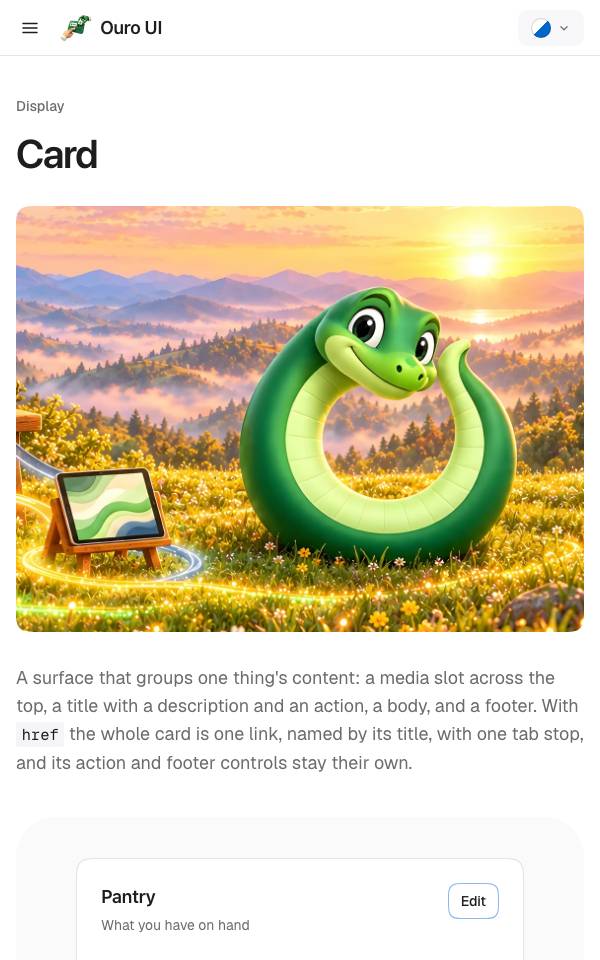 Ouro UI
Display
Card
A surface that groups one thing's content: a media slot across the
top, a title with a description and an action, a body, and a footer. With
href the whole card is one link, named by its title, with one tab stop,
and its action and footer controls stay their own.
Pantry
Edit
What you have on hand